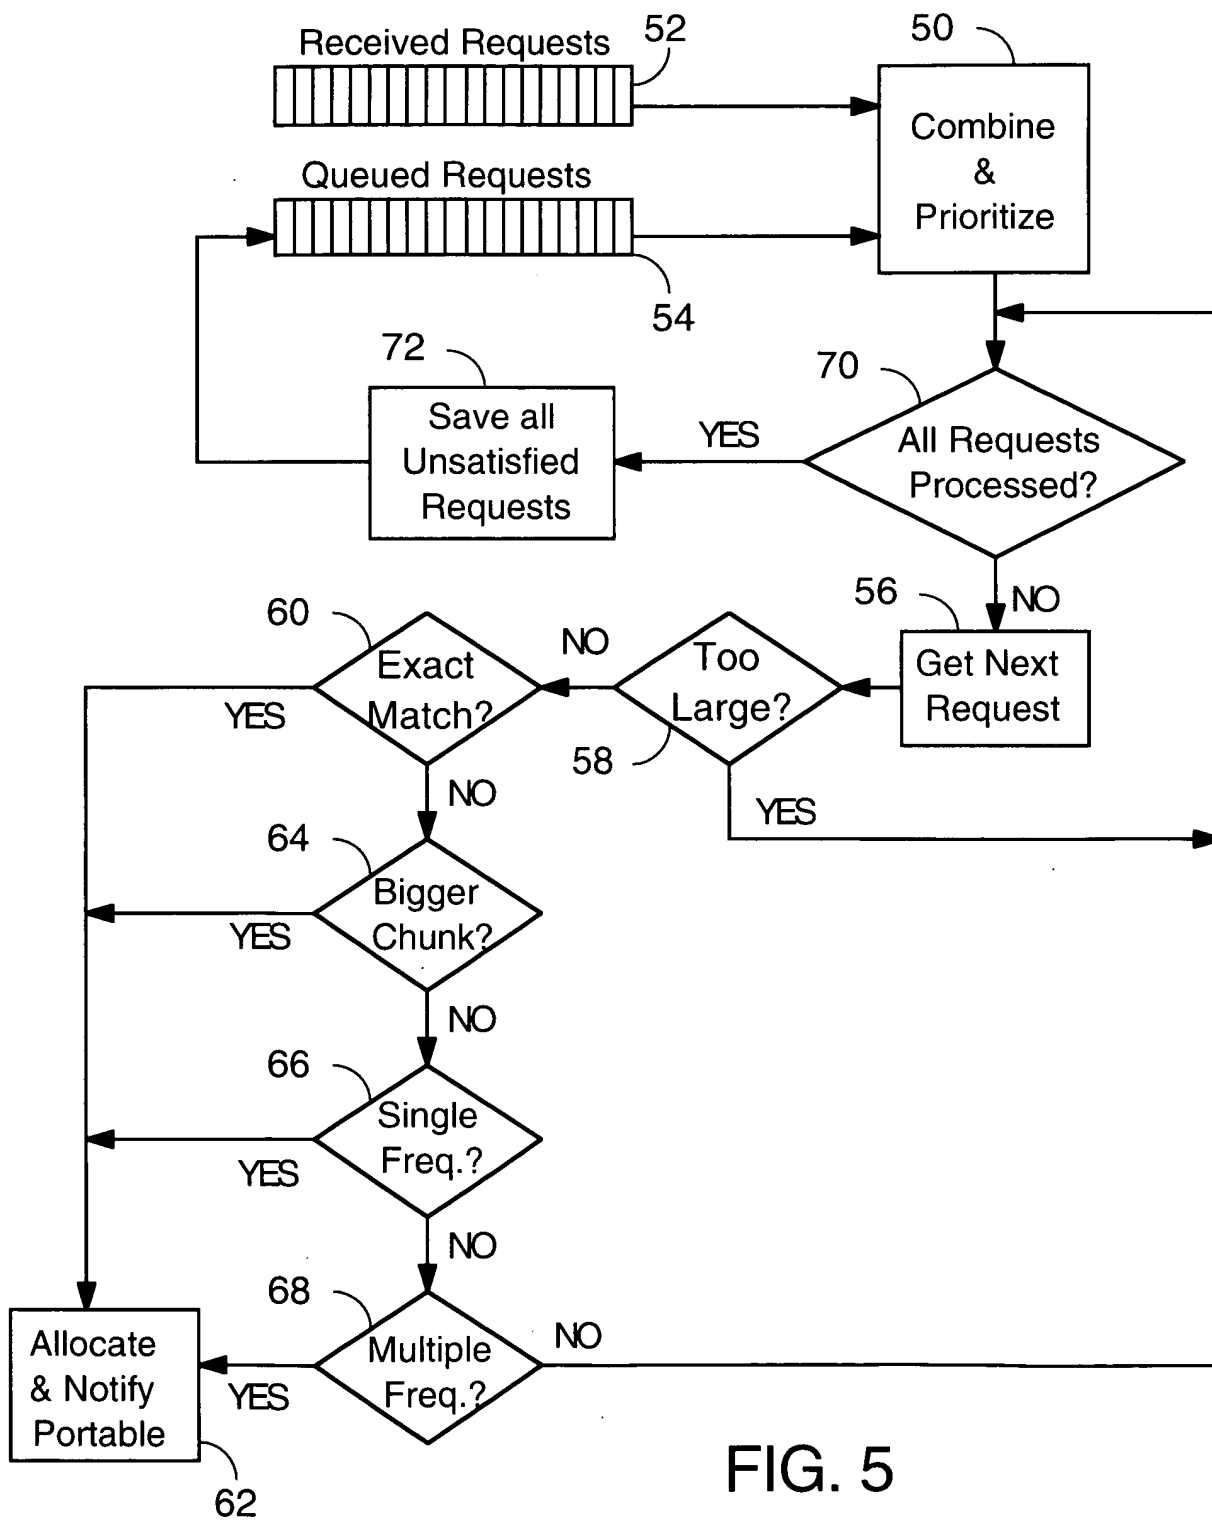 Received Requests
52
50
Combine
&
Prioritize
Queued Requests
54
72
70
Save all
Unsatisfied
Requests
YES
All Requests
Processed?
NO
56
Get Next
Request
60
Exact
Match?
NO
Too
Large?
58
YES
YES
NO
64
Bigger
Chunk?
YES
NO
66
Single
Freq.?
YES
NO
68
Multiple
Freq.?
NO
YES
Allocate
& Notify
Portable
62
FIG. 5